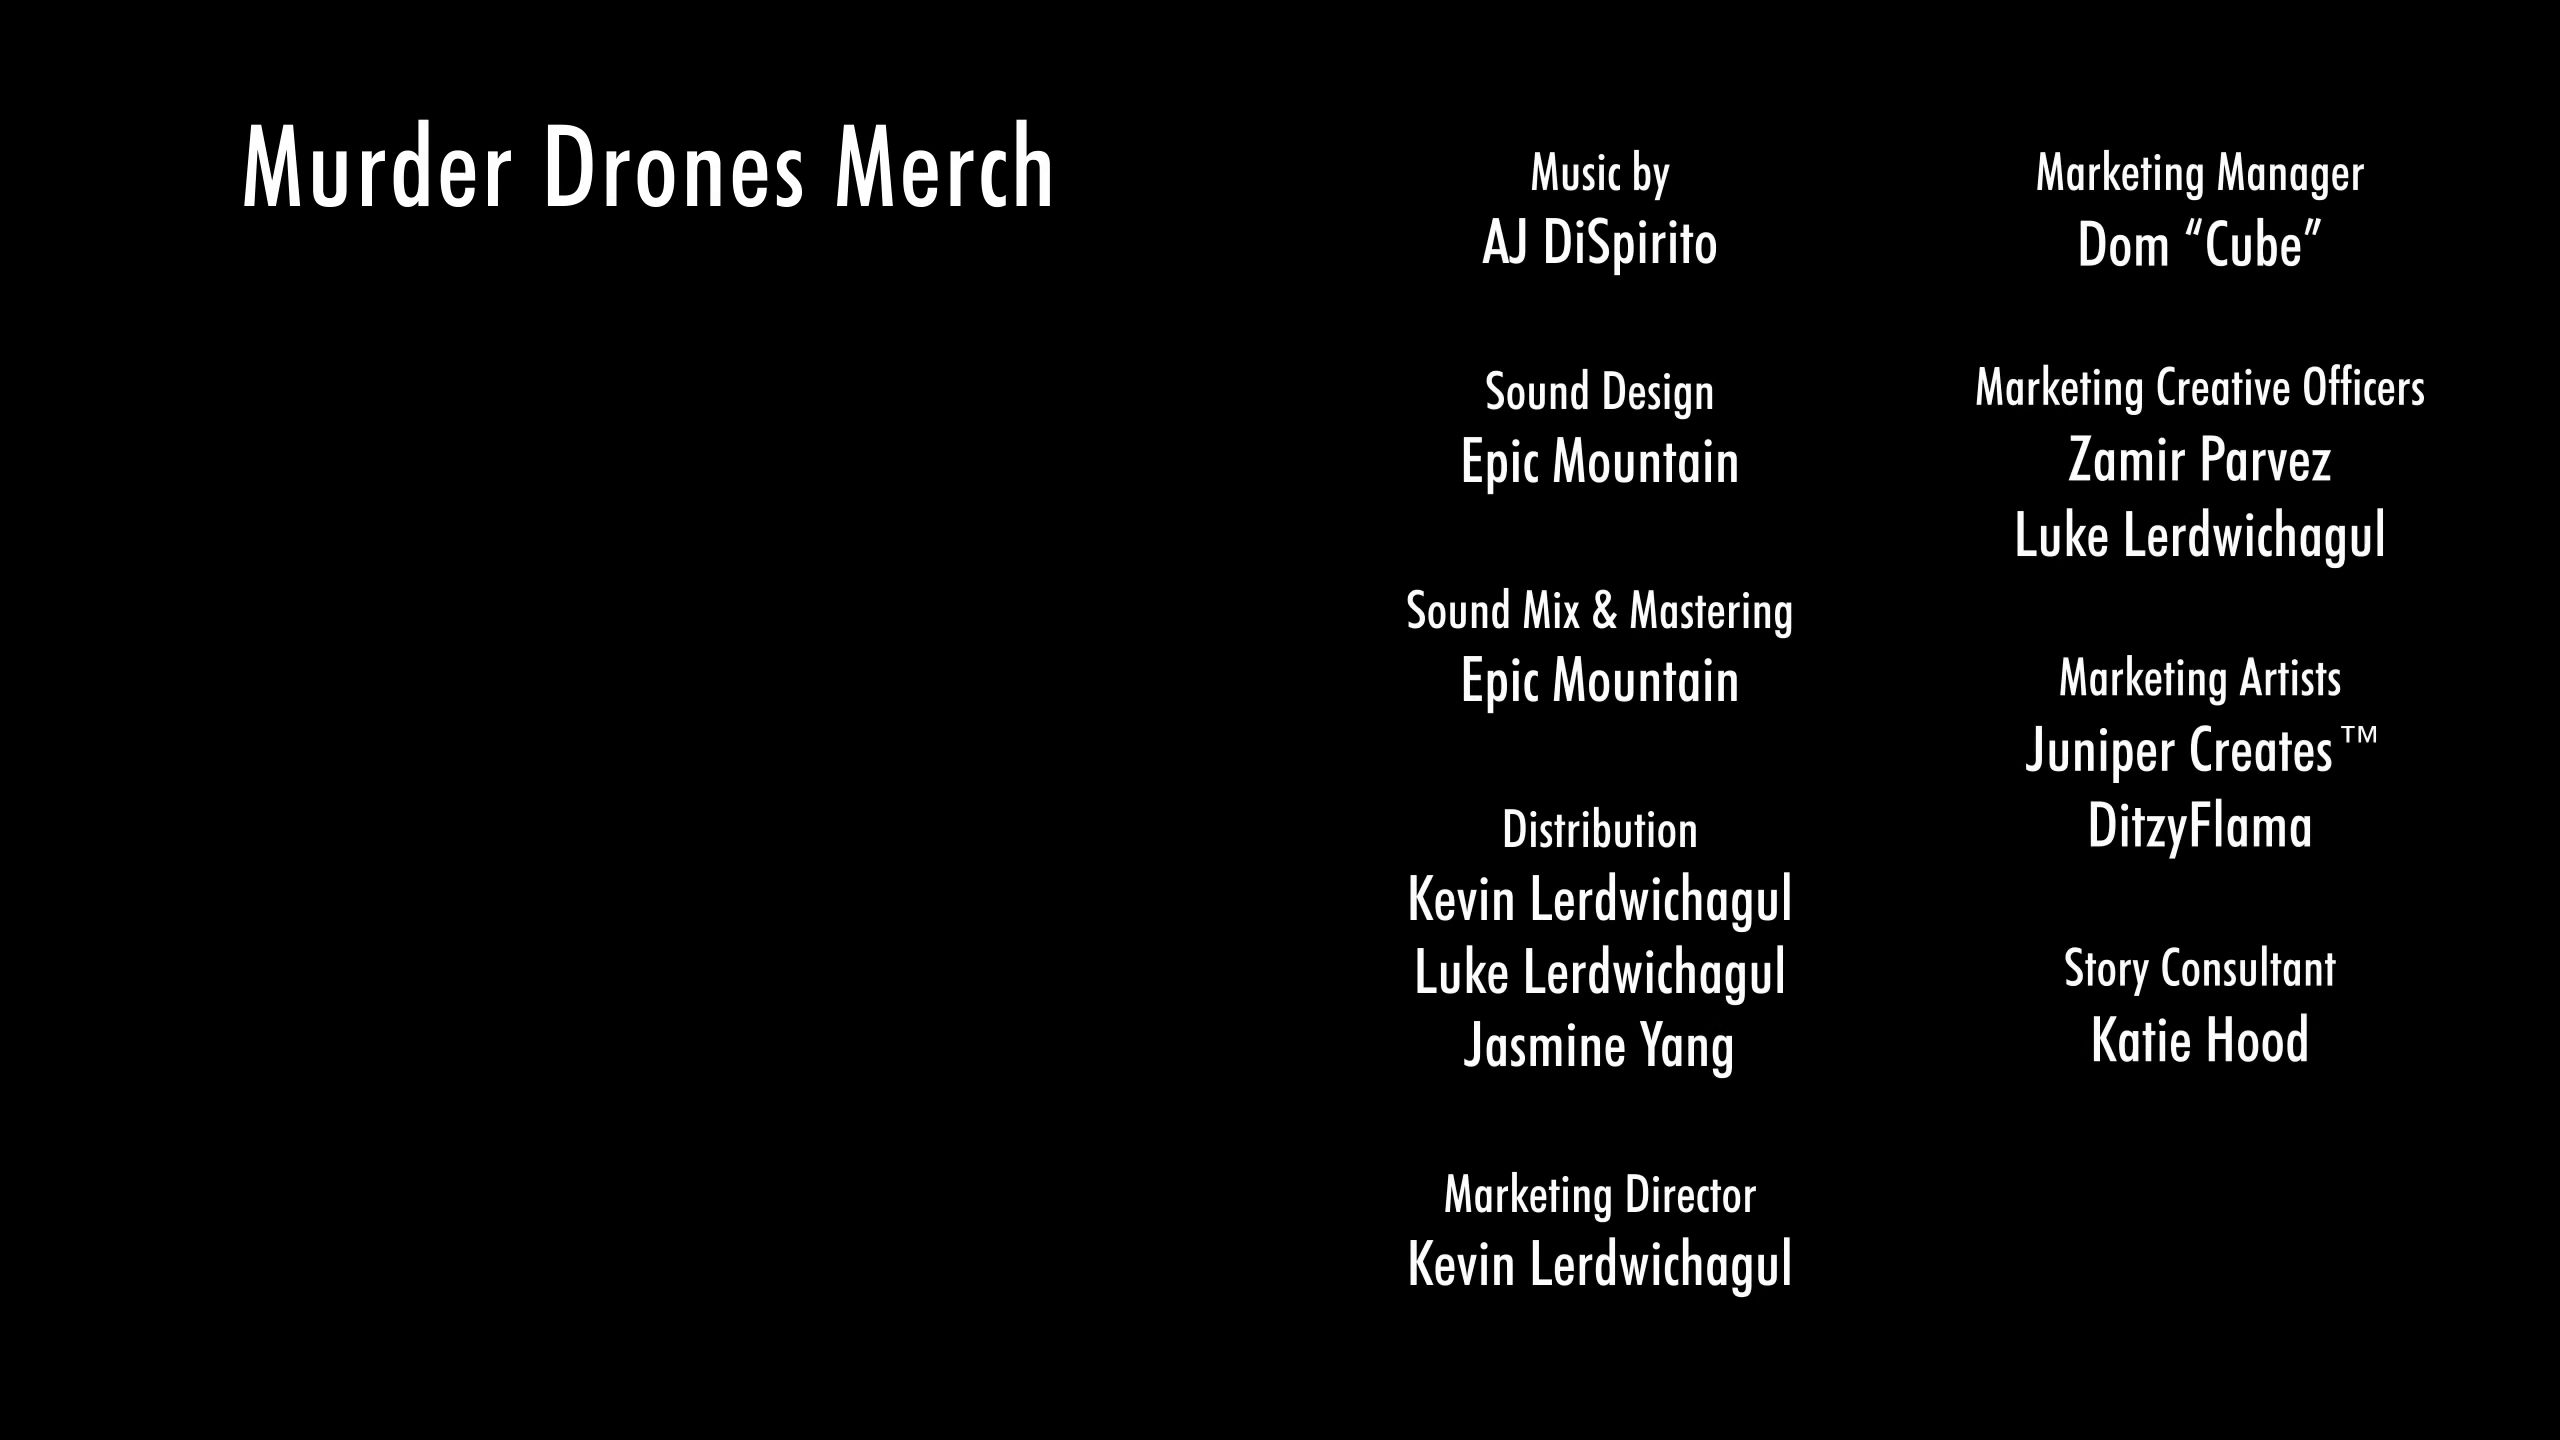 Murder Drones Merch
Music by
AJ DiSpirito
Sound Design
Epic Mountain
Sound Mix & Mastering
Epic Mountain
Distribution
Kevin Lerdwichagul
Luke Lerdwichagul
Jasmine Yang
Marketing Director
Kevin Lerdwichagul
Marketing Manager
Dom “Cube”
Marketing Creative Officers
Zamir Parvez
Luke Lerdwichagul
Marketing Artists
Juniper Creates™
DitzyFlama
Story Consultant
Katie Hood